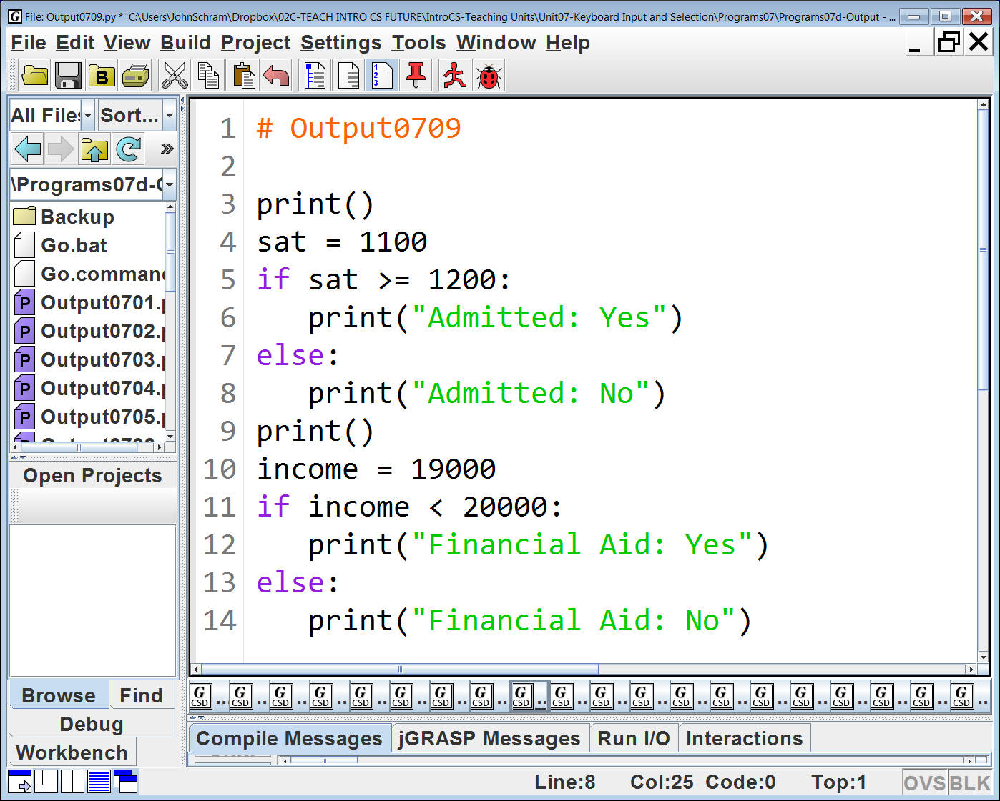 File: Output0709.py * C:\Users\JohnSchram\Dropbox\02C-TEACH INTRO CS FUTURE\IntroCS-Teaching Units\Unit07-Keyboard Input and Selection\Programs07\Programs07d-Output - ...
File Edit View Build Project Settings Tools Window Help
B
1
2
3
All Files
Sort...
»
\Programs07d-O
Backup
Go.bat
Go.command
P Output0701.p
P Output0702.p
P Output0703.p
P Output0704.p
P Output0705.p
Open Projects
Browse Find
Debug
Workbench
1 # Output0709
2
3 print()
4 sat = 1100
5 if sat >= 1200:
6    print("Admitted: Yes")
7 else:
8    print("Admitted: No")
9 print()
10 income = 19000
11 if income < 20000:
12    print("Financial Aid: Yes")
13 else:
14    print("Financial Aid: No")
G CSD .. G CSD .. G CSD .. G CSD .. G CSD .. G CSD .. G CSD .. G CSD .. G CSD .. G CSD .. G CSD .. G CSD .. G CSD .. G CSD .. G CSD .. G CSD .. G CSD .. G CSD .. G CSD .. G CSD ..
Compile Messages jGRASP Messages Run I/O Interactions
Line:8 Col:25 Code:0 Top:1 OVS BLK